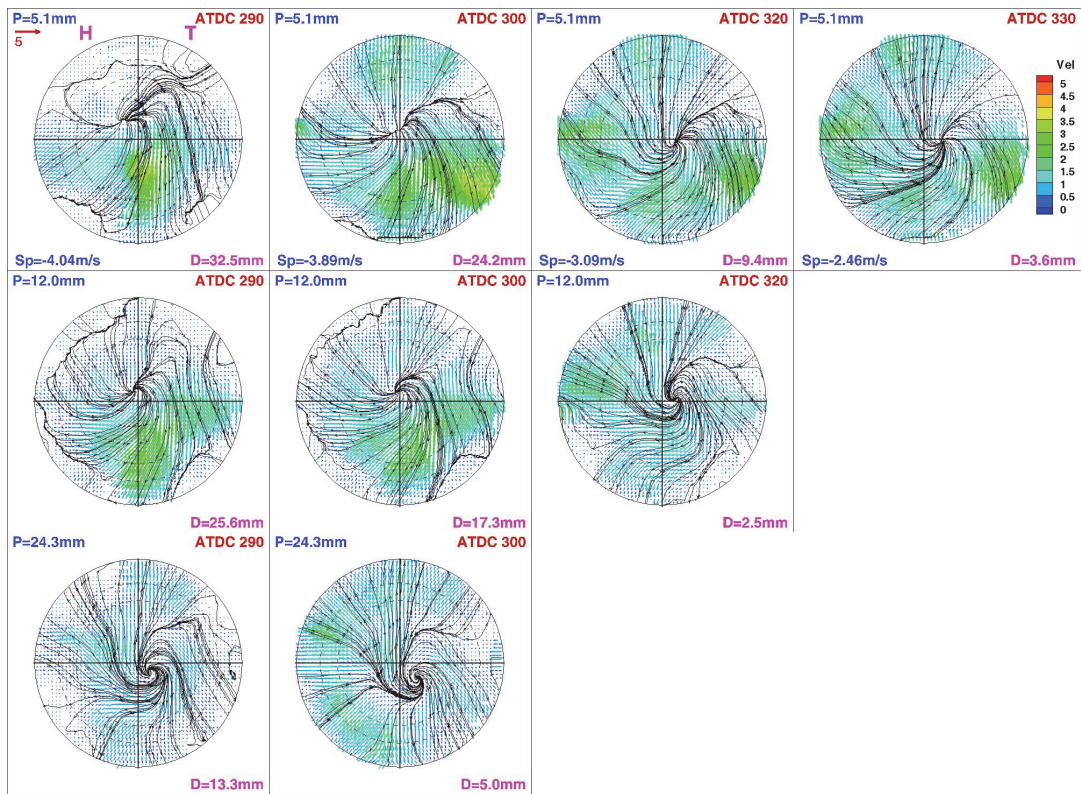 P=5.1mm ATDC 290
5 H T
Sp=-4.04m/s D=32.5mm
P=5.1mm ATDC 300
Sp=-3.89m/s D=24.2mm
P=5.1mm ATDC 320
Sp=-3.09m/s D=9.4mm
P=5.1mm ATDC 330
Vel
5
4.5
4
3.5
3
2.5
2
1.5
1
0.5
0
Sp=-2.46m/s D=3.6mm
P=12.0mm ATDC 290
D=25.6mm
P=12.0mm ATDC 300
D=17.3mm
P=12.0mm ATDC 320
D=2.5mm
P=24.3mm ATDC 290
D=13.3mm
P=24.3mm ATDC 300
D=5.0mm